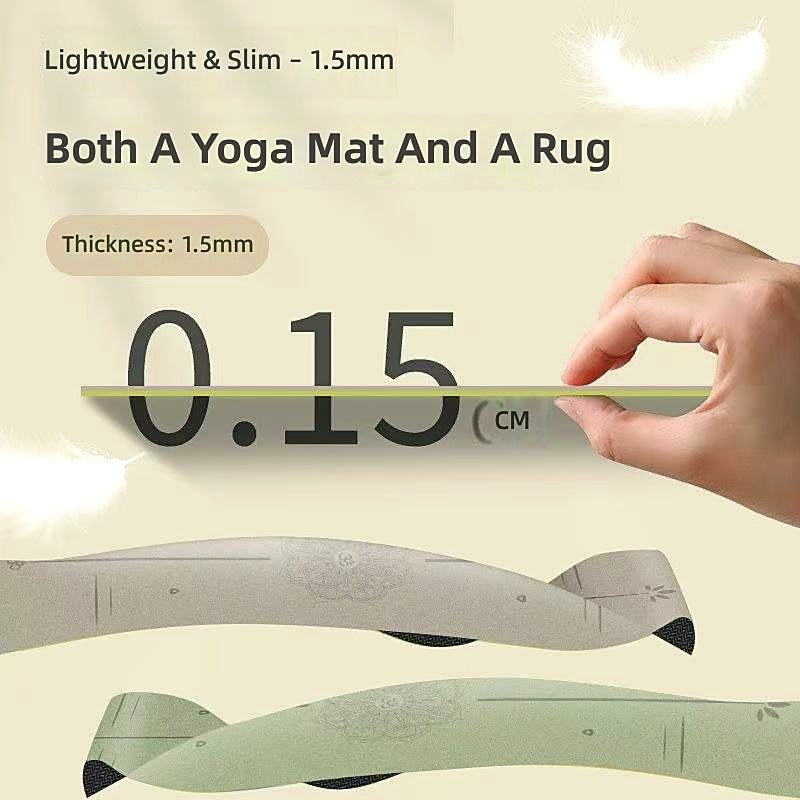 Lightweight & Slim – 1.5mm
Both A Yoga Mat And A Rug
Thickness: 1.5mm
0.15
( CM